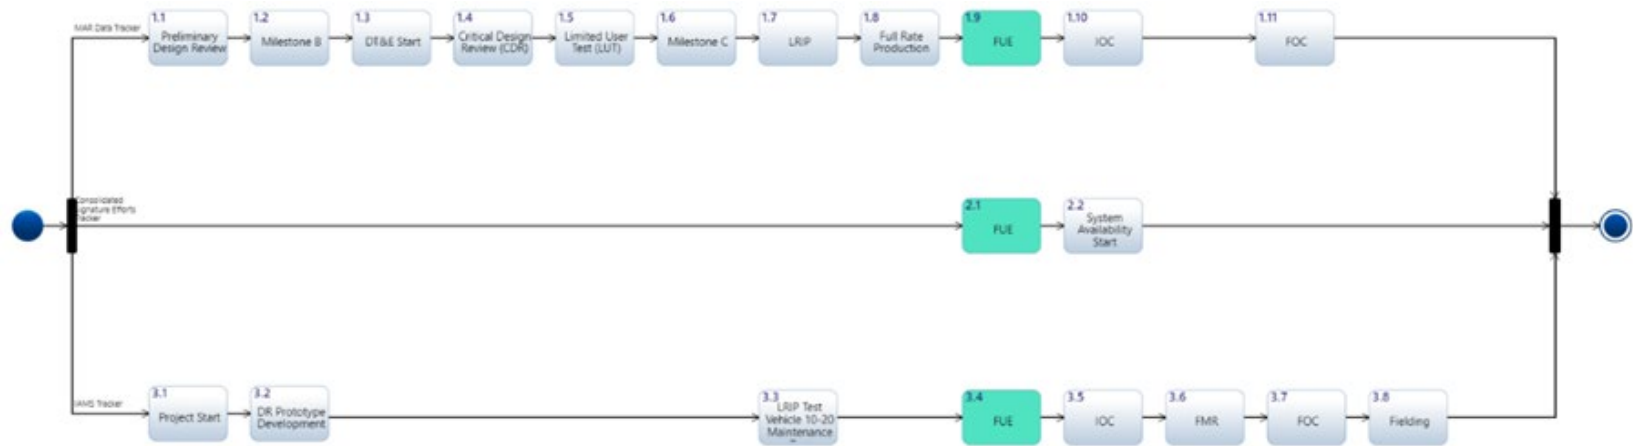 MAR Data Tracker
1.1
Preliminary
Design Review
1.2
Milestone B
1.3
DT&E Start
1.4
Critical Design
Review (CDR)
1.5
Limited User
Test (LUT)
1.6
Milestone C
1.7
LRIP
1.8
Full Rate
Production
1.9
FUE
1.10
IOC
1.11
FOC
Consolidated
Signature Efforts
Tracker
2.1
FUE
2.2
System
Availability
Start
IAMS Tracker
3.1
Project Start
3.2
DR Prototype
Development
3.3
LRIP Test
Vehicle 10-20
Maintenance
3.4
FUE
3.5
IOC
3.6
FMR
3.7
FOC
3.8
Fielding